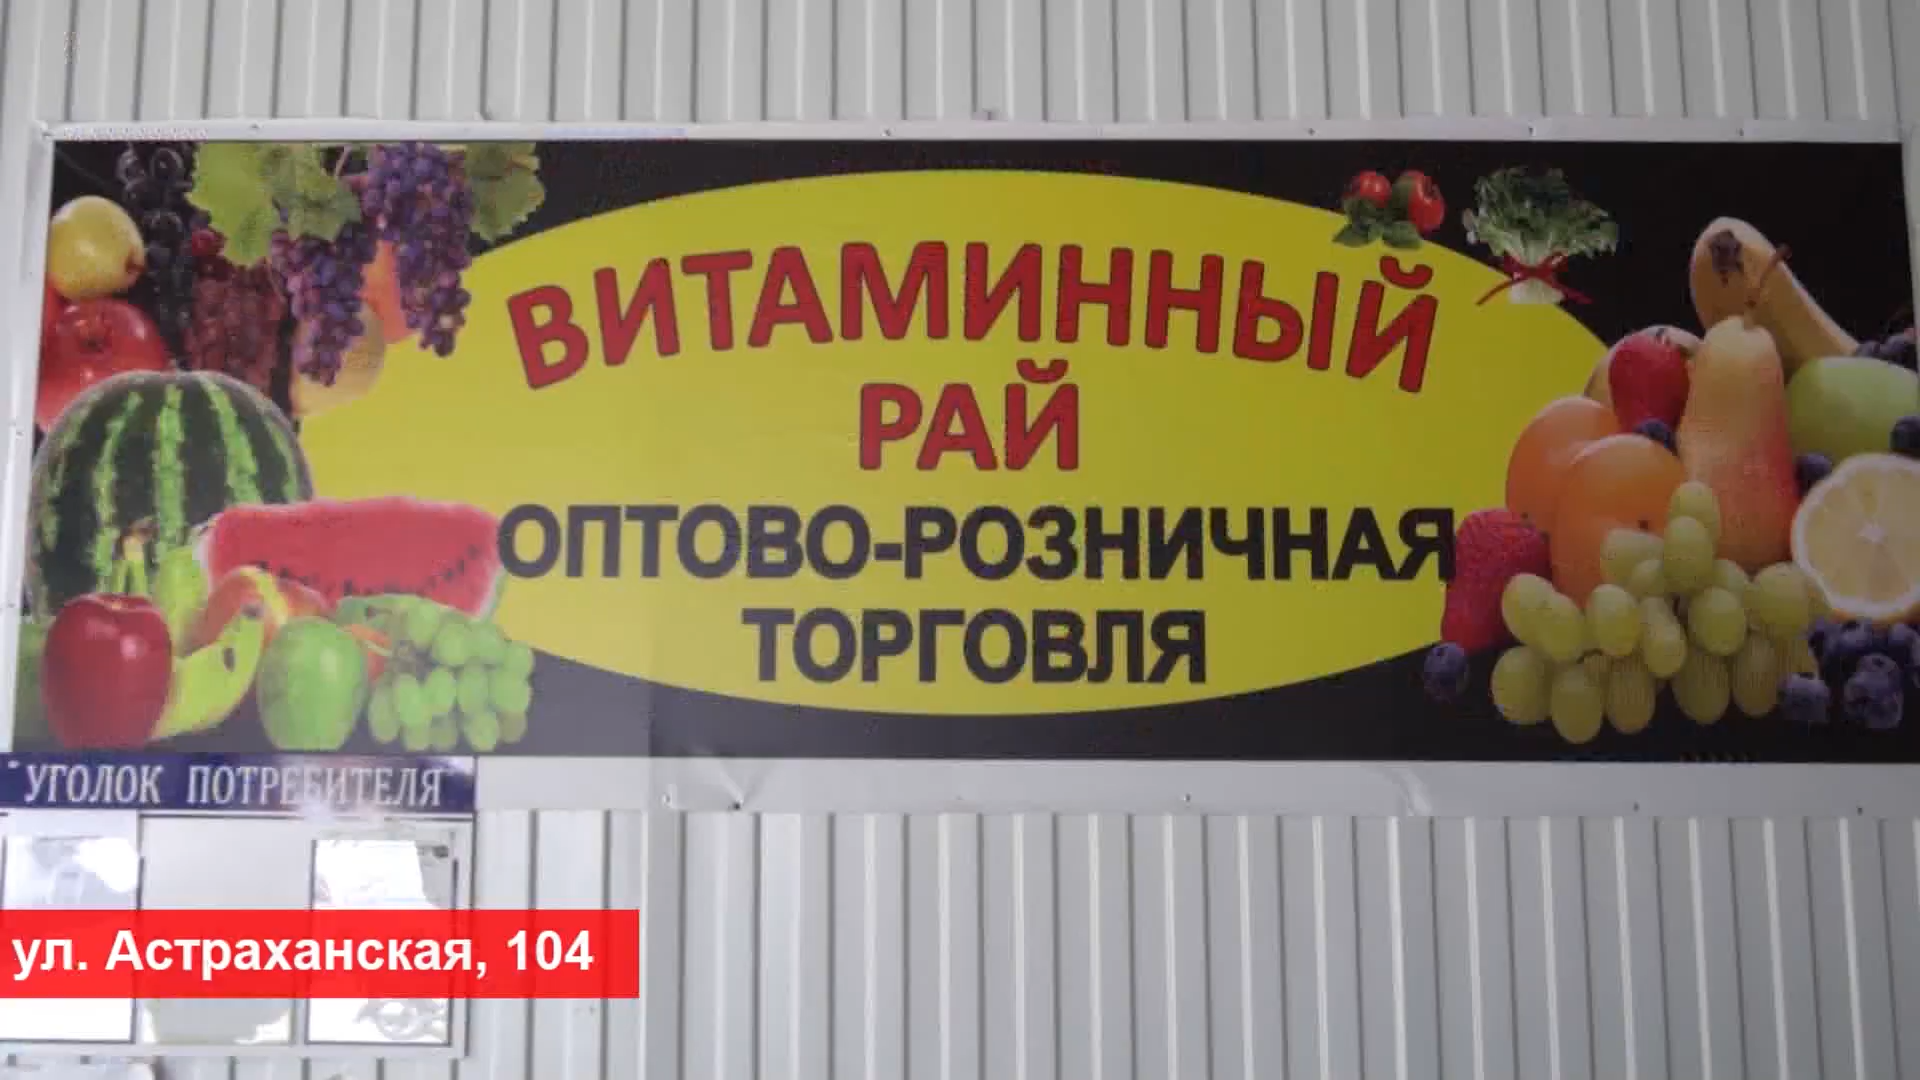 ВИТАМИННЫЙ
РАЙ
ОПТОВО-РОЗНИЧНАЯ
ТОРГОВЛЯ
"УГОЛОК ПОТРЕБИТЕЛЯ"
ул. Астраханская, 104